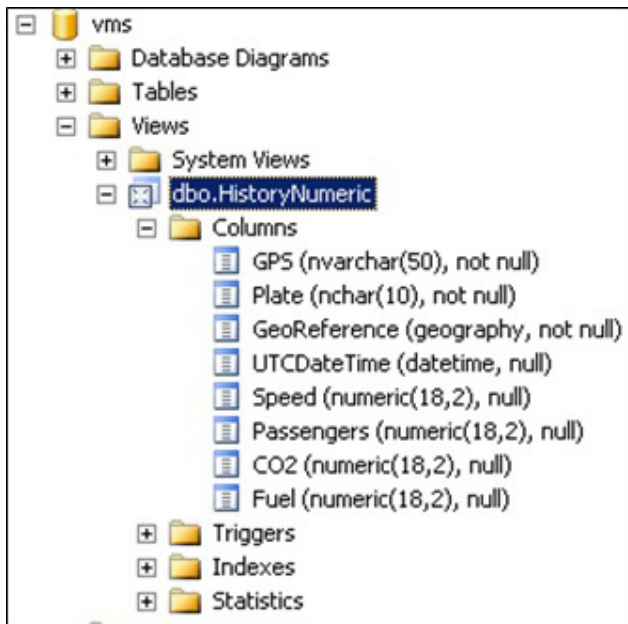 vms
Database Diagrams
Tables
Views
System Views
dbo.HistoryNumeric
Columns
GPS (nvarchar(50), not null)
Plate (nchar(10), not null)
GeoReference (geography, not null)
UTCDateTime (datetime, null)
Speed (numeric(18,2), null)
Passengers (numeric(18,2), null)
CO2 (numeric(18,2), null)
Fuel (numeric(18,2), null)
Triggers
Indexes
Statistics